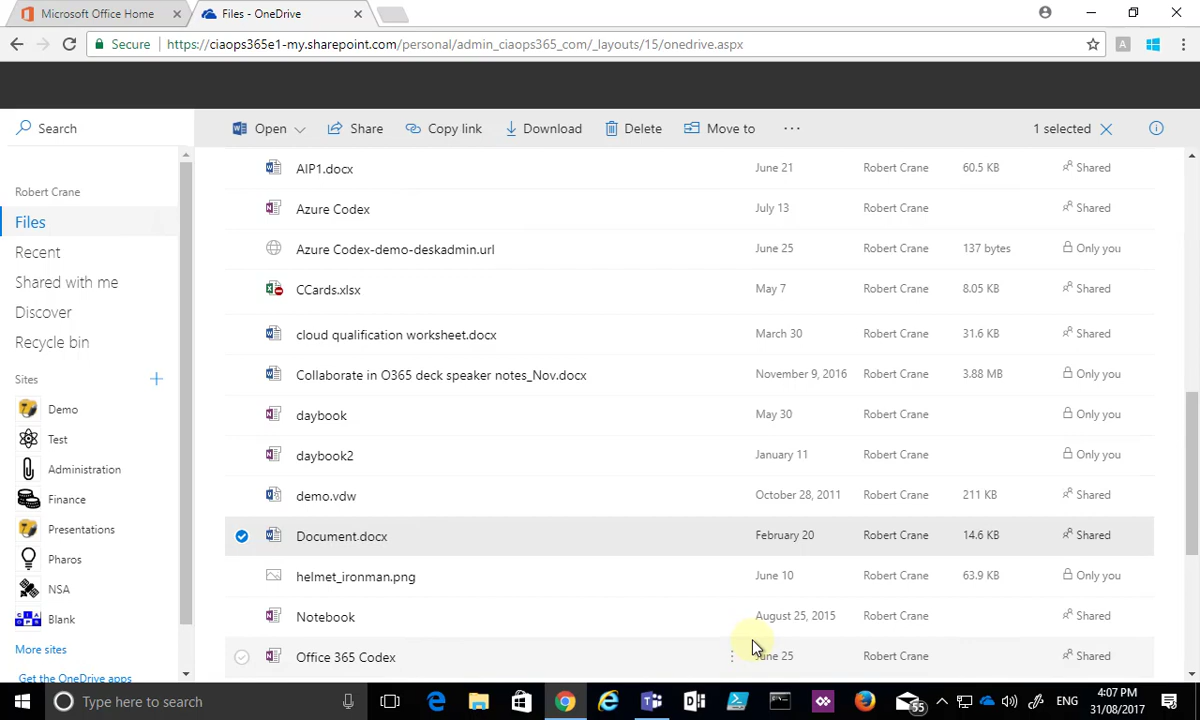 Microsoft Office Home
Files - OneDrive
Secure
https://ciaops365e1-my.sharepoint.com/personal/admin_ciaops365_com/_layouts/15/onedrive.aspx
A
Search
Open
Share
Copy link
Download
Delete
Move to
...
1 selected
Robert Crane
Files
Recent
Shared with me
Discover
Recycle bin
Sites
Demo
Test
Administration
Finance
Presentations
Pharos
NSA
Blank
More sites
Get the OneDrive apps
AIP1.docx June 21 Robert Crane 60.5 KB Shared
Azure Codex July 13 Robert Crane Shared
Azure Codex-demo-deskadmin.url June 25 Robert Crane 137 bytes Only you
CCards.xlsx May 7 Robert Crane 8.05 KB Shared
cloud qualification worksheet.docx March 30 Robert Crane 31.6 KB Shared
Collaborate in O365 deck speaker notes_Nov.docx November 9, 2016 Robert Crane 3.88 MB Only you
daybook May 30 Robert Crane Only you
daybook2 January 11 Robert Crane Only you
demo.vdw October 28, 2011 Robert Crane 211 KB Shared
Document.docx February 20 Robert Crane 14.6 KB Shared
helmet_ironman.png June 10 Robert Crane 63.9 KB Only you
Notebook August 25, 2015 Robert Crane Shared
Office 365 Codex June 25 Robert Crane Shared
Type here to search
55
ENG
4:07 PM
31/08/2017